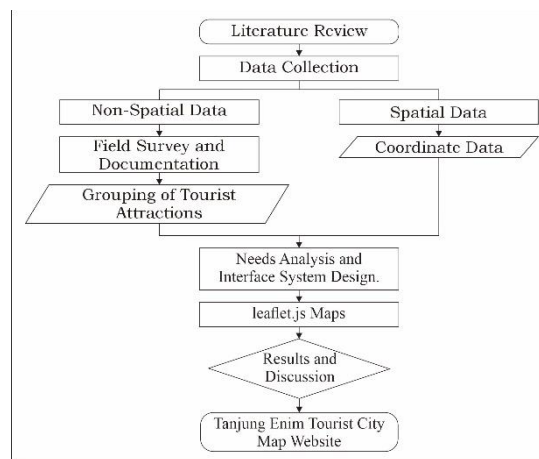 Literature Review
Data Collection
Non-Spatial Data
Spatial Data
Field Survey and
Documentation
Coordinate Data
Grouping of Tourist
Attractions
Needs Analysis and
Interface System Design.
leaflet.js Maps
Results and
Discussion
Tanjung Enim Tourist City
Map Website